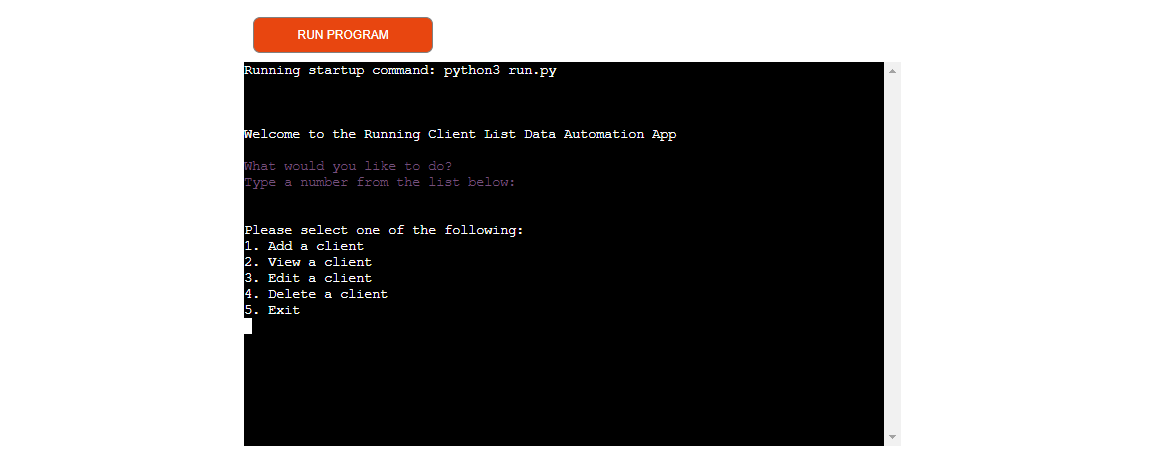 RUN PROGRAM
Running startup command: python3 run.py
Welcome to the Running Client List Data Automation App
What would you like to do?
Type a number from the list below:
Please select one of the following:
1. Add a client
2. View a client
3. Edit a client
4. Delete a client
5. Exit